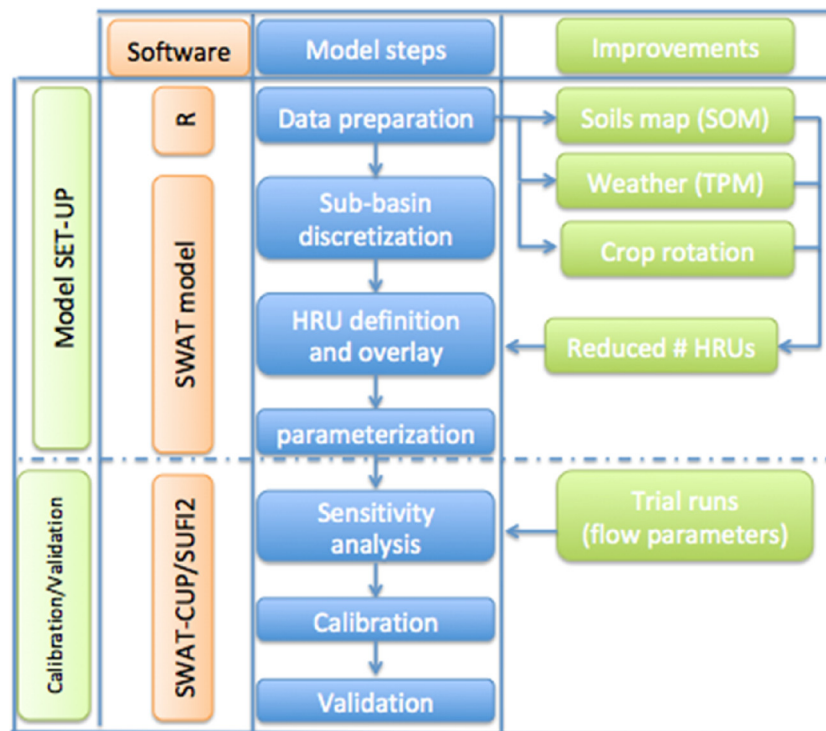 Software
Model steps
Improvements
Model SET-UP
R
Data preparation
Soils map (SOM)
Weather (TPM)
Crop rotation
SWAT model
Sub-basin
discretization
HRU definition
and overlay
Reduced # HRUs
parameterization
Calibration/Validation
SWAT-CUP/SUFI2
Sensitivity
analysis
Trial runs
(flow parameters)
Calibration
Validation